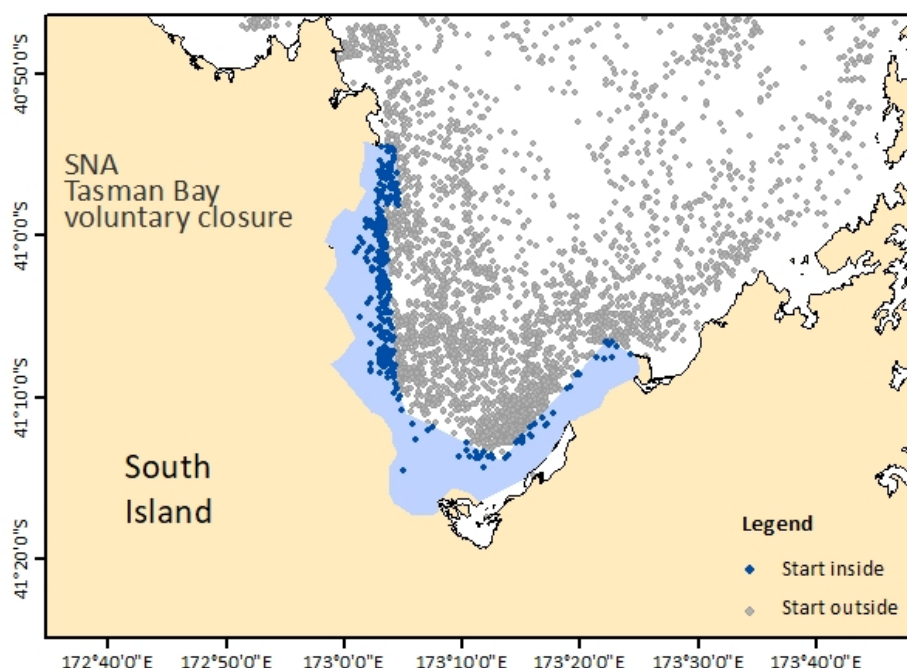 40°50'0"S
SNA
Tasman Bay
voluntary closure
41°0'0"S
41°10'0"S
South
Island
41°20'0"S
Legend
Start inside
Start outside
172°40'0"E 172°50'0"E 173°0'0"E 173°10'0"E 173°20'0"E 173°30'0"E 173°40'0"E